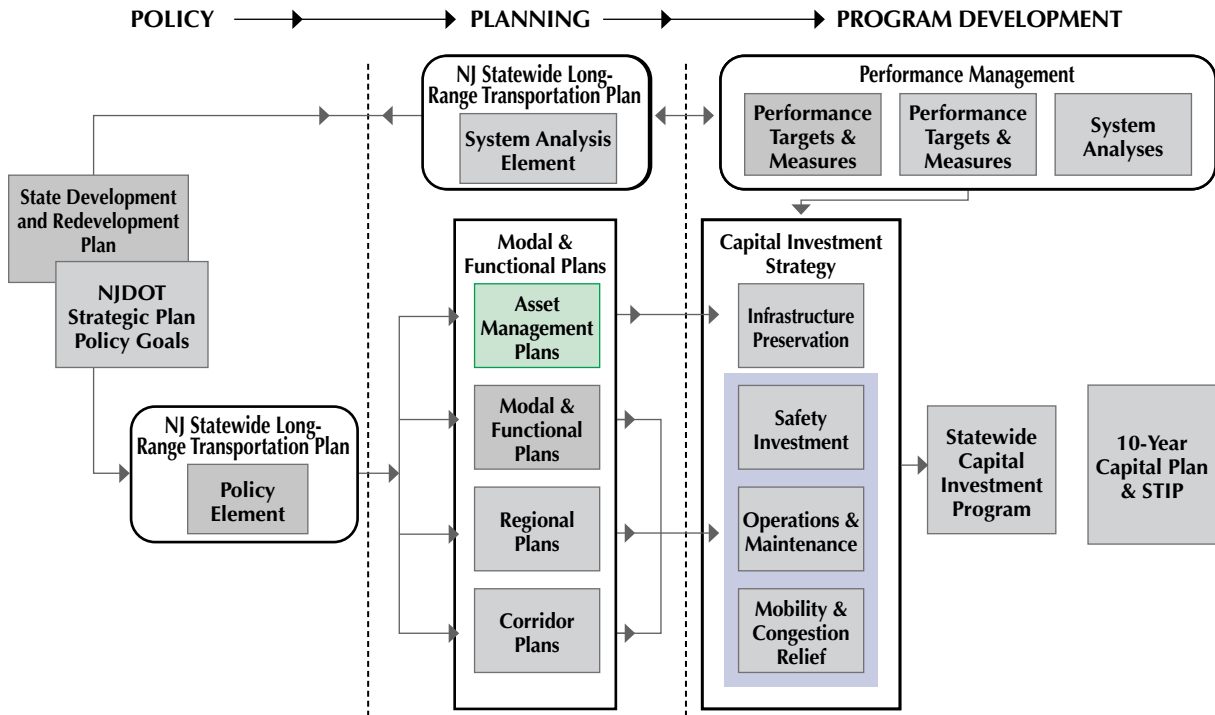 POLICY
PLANNING
PROGRAM DEVELOPMENT
NJ Statewide Long-
Range Transportation Plan
System Analysis
Element
Performance Management
Performance
Targets &
Measures
Performance
Targets &
Measures
System
Analyses
State Development
and Redevelopment
Plan
NJDOT
Strategic Plan
Policy Goals
NJ Statewide Long-
Range Transportation Plan
Policy
Element
Modal &
Functional Plans
Asset
Management
Plans
Modal &
Functional
Plans
Regional
Plans
Corridor
Plans
Capital Investment
Strategy
Infrastructure
Preservation
Safety
Investment
Operations &
Maintenance
Mobility &
Congestion
Relief
Statewide
Capital
Investment
Program
10-Year
Capital Plan
& STIP